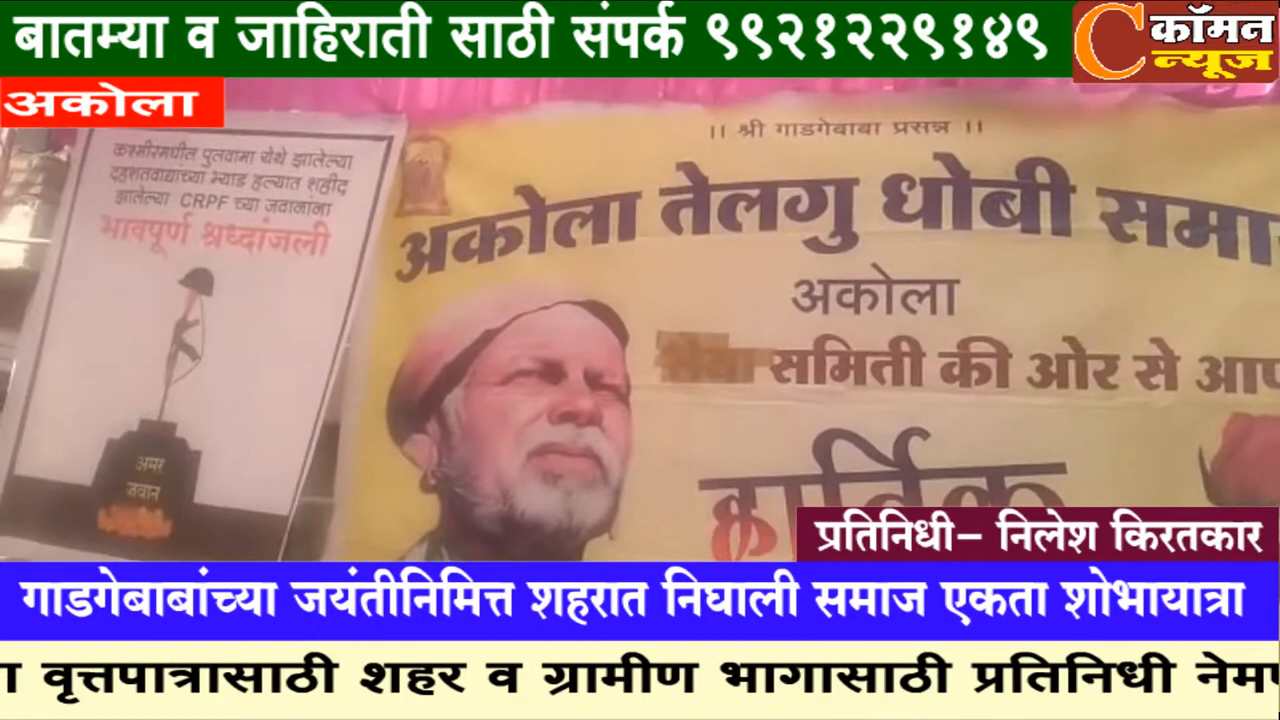 बातम्या व जाहिराती साठी संपर्क ९९२१२२९१४९
कॉमन
न्यूज
अकोला
कश्मीरमधील पुलवामा येथे झालेल्या
दहशतवाद्यांच्या भ्याड हल्यात शहीद
झालेल्या CRPF च्या जवानांना
भावपूर्ण श्रध्दांजली
अमर
जवान
।। श्री गाडगेबाबा प्रसन्न ।।
अकोला तेलगु धोबी समा
अकोला
समिती की ओर से आप
हार्दिक
प्रतिनिधी– निलेश किरतकार
गाडगेबाबांच्या जयंतीनिमित्त शहरात निघाली समाज एकता शोभायात्रा
वृत्तपात्रासाठी शहर व ग्रामीण भागासाठी प्रतिनिधी नेम